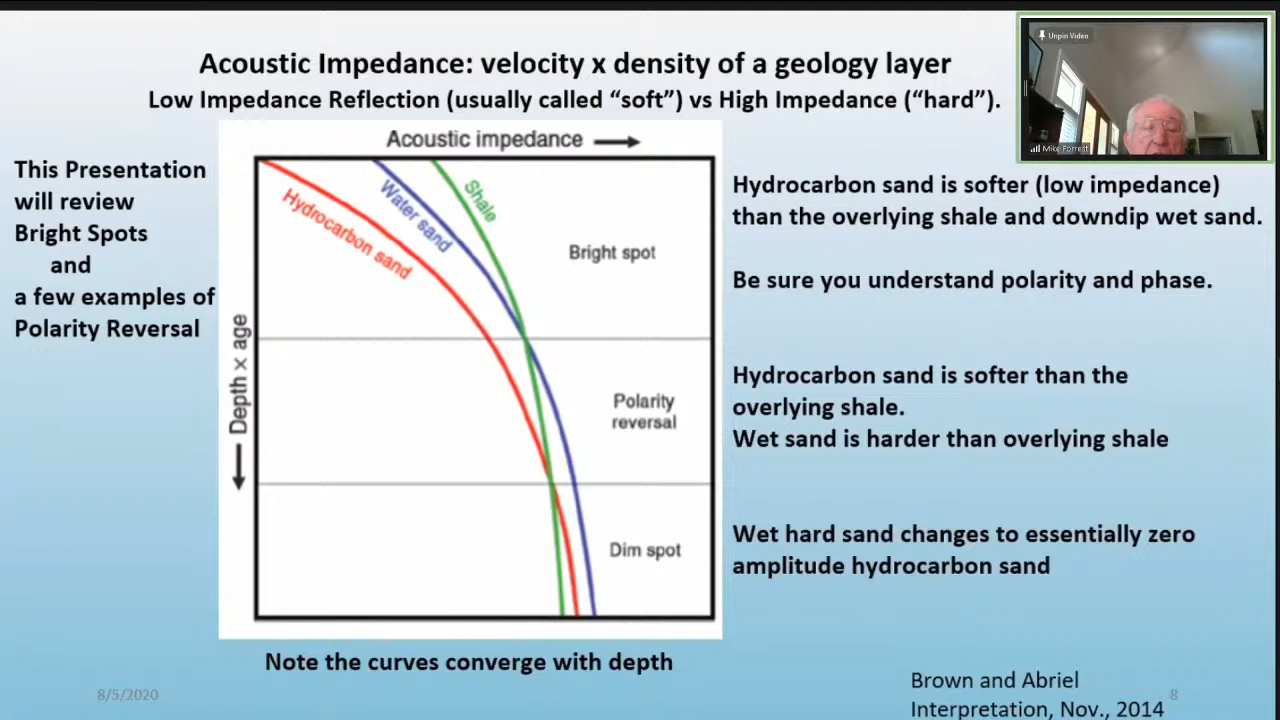 Acoustic Impedance: velocity x density of a geology layer
Low Impedance Reflection (usually called “soft”) vs High Impedance (“hard”).
Unpin Video
Mike Forrest
This Presentation
will review
Bright Spots
and
a few examples of
Polarity Reversal
Acoustic impedance
Depth × age
Hydrocarbon sand
Water sand
Shale
Bright spot
Polarity
reversal
Dim spot
Hydrocarbon sand is softer (low impedance)
than the overlying shale and downdip wet sand.
Be sure you understand polarity and phase.
Hydrocarbon sand is softer than the
overlying shale.
Wet sand is harder than overlying shale
Wet hard sand changes to essentially zero
amplitude hydrocarbon sand
Note the curves converge with depth
8/5/2020
Brown and Abriel
Interpretation, Nov., 2014
8